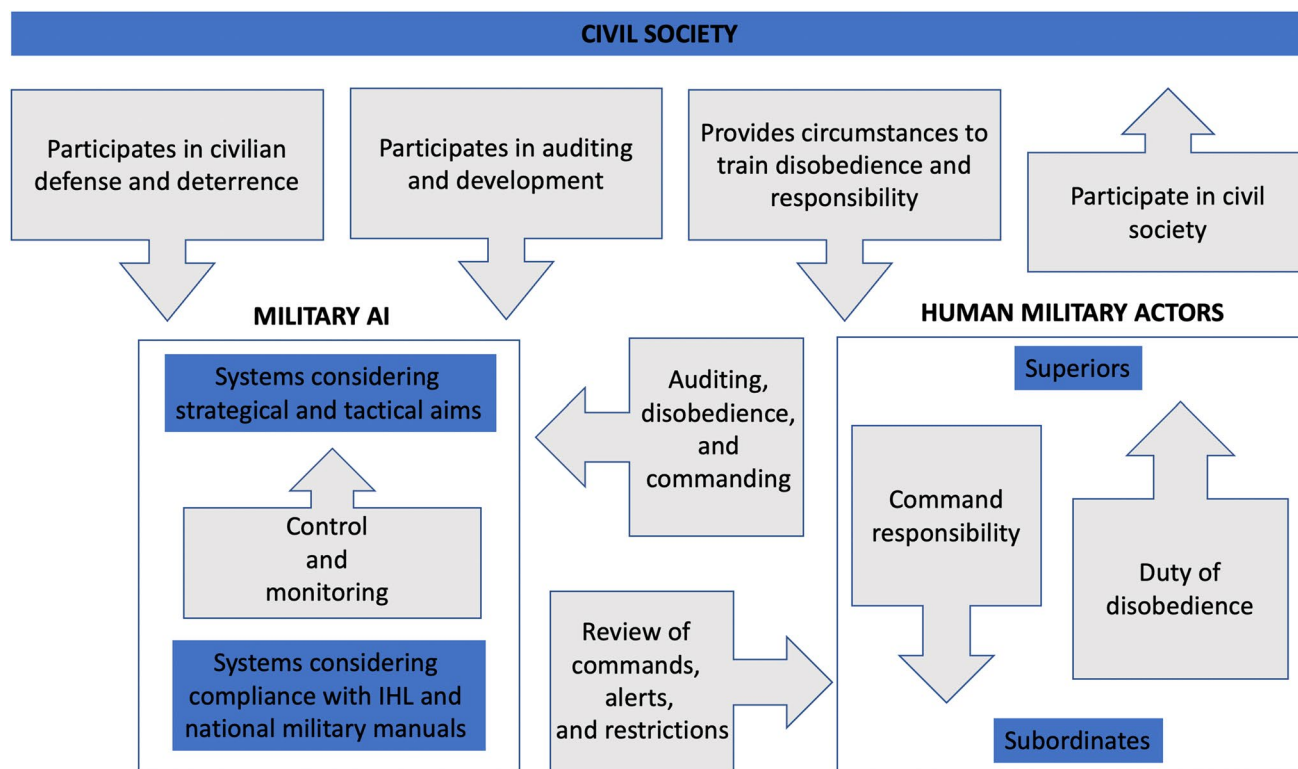 CIVIL SOCIETY
Participates in civilian
defense and deterrence
Participates in auditing
and development
Provides circumstances to
train disobedience and
responsibility
Participate in civil
society
MILITARY AI
HUMAN MILITARY ACTORS
Systems considering
strategical and tactical aims
Control
and
monitoring
Systems considering
compliance with IHL and
national military manuals
Auditing,
disobedience,
and
commanding
Review of
commands,
alerts,
and restrictions
Superiors
Command
responsibility
Duty of
disobedience
Subordinates